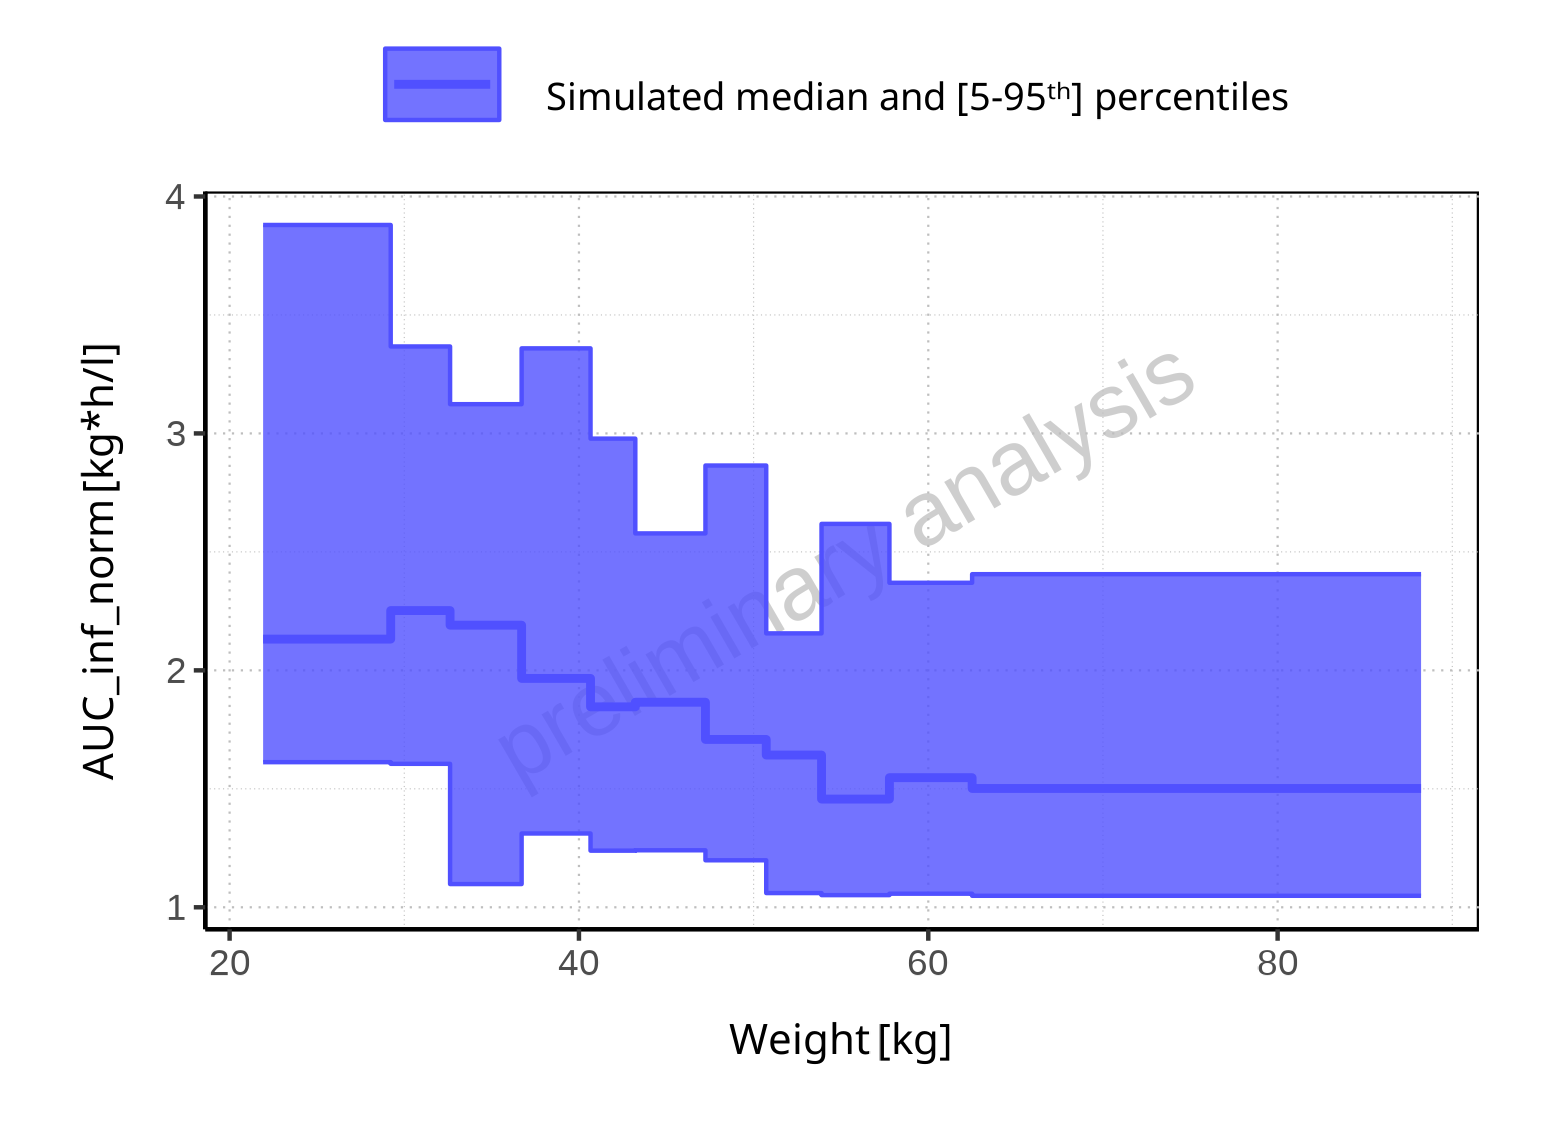 Simulated median and [5-95th] percentiles
4
3
2
1
AUC_inf_norm [kg*h/l]
preliminary analysis
20 40 60 80
Weight [kg]